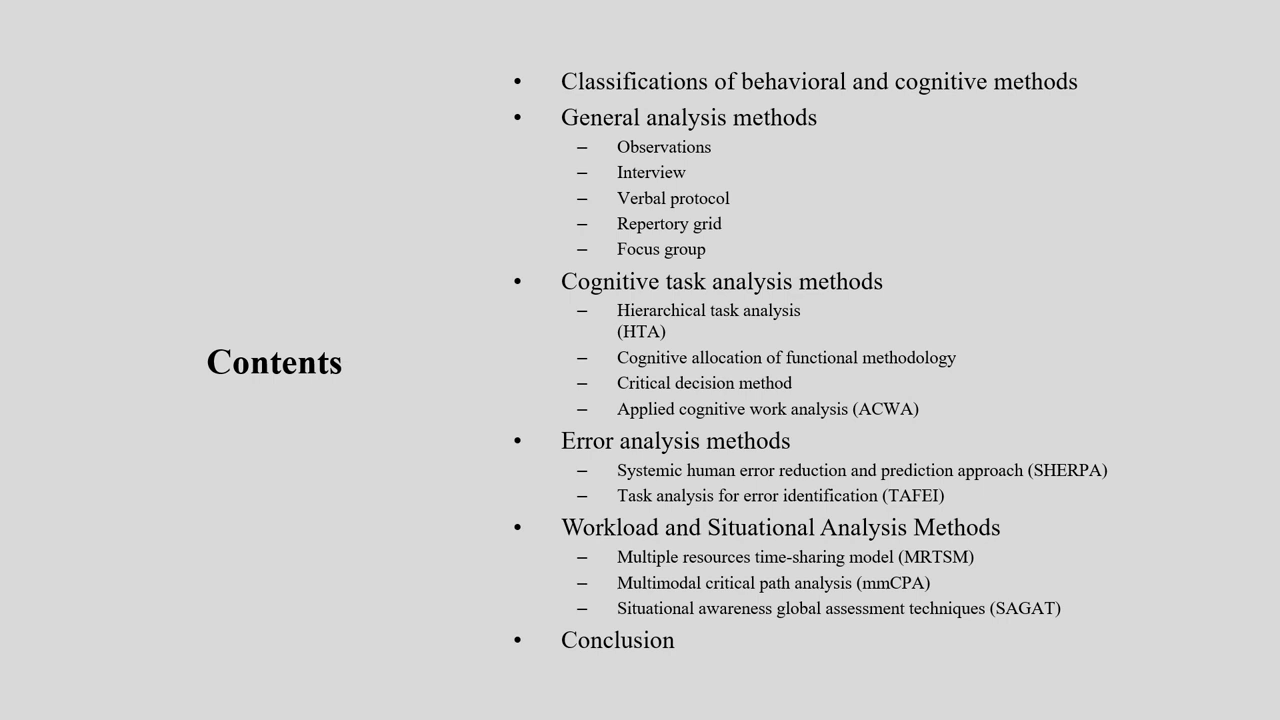 Contents
• Classifications of behavioral and cognitive methods
• General analysis methods
– Observations
– Interview
– Verbal protocol
– Repertory grid
– Focus group
• Cognitive task analysis methods
– Hierarchical task analysis
(HTA)
– Cognitive allocation of functional methodology
– Critical decision method
– Applied cognitive work analysis (ACWA)
• Error analysis methods
– Systemic human error reduction and prediction approach (SHERPA)
– Task analysis for error identification (TAFEI)
• Workload and Situational Analysis Methods
– Multiple resources time-sharing model (MRTSM)
– Multimodal critical path analysis (mmCPA)
– Situational awareness global assessment techniques (SAGAT)
• Conclusion